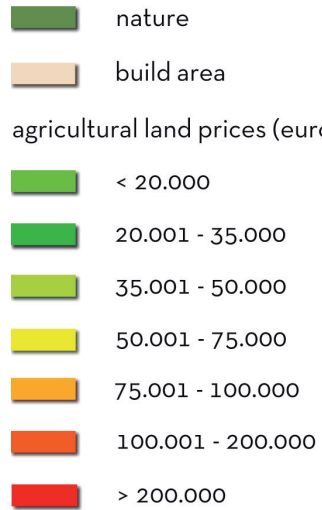 nature
build area
agricultural land prices (euro
< 20.000
20.001 - 35.000
35.001 - 50.000
50.001 - 75.000
75.001 - 100.000
100.001 - 200.000
> 200.000